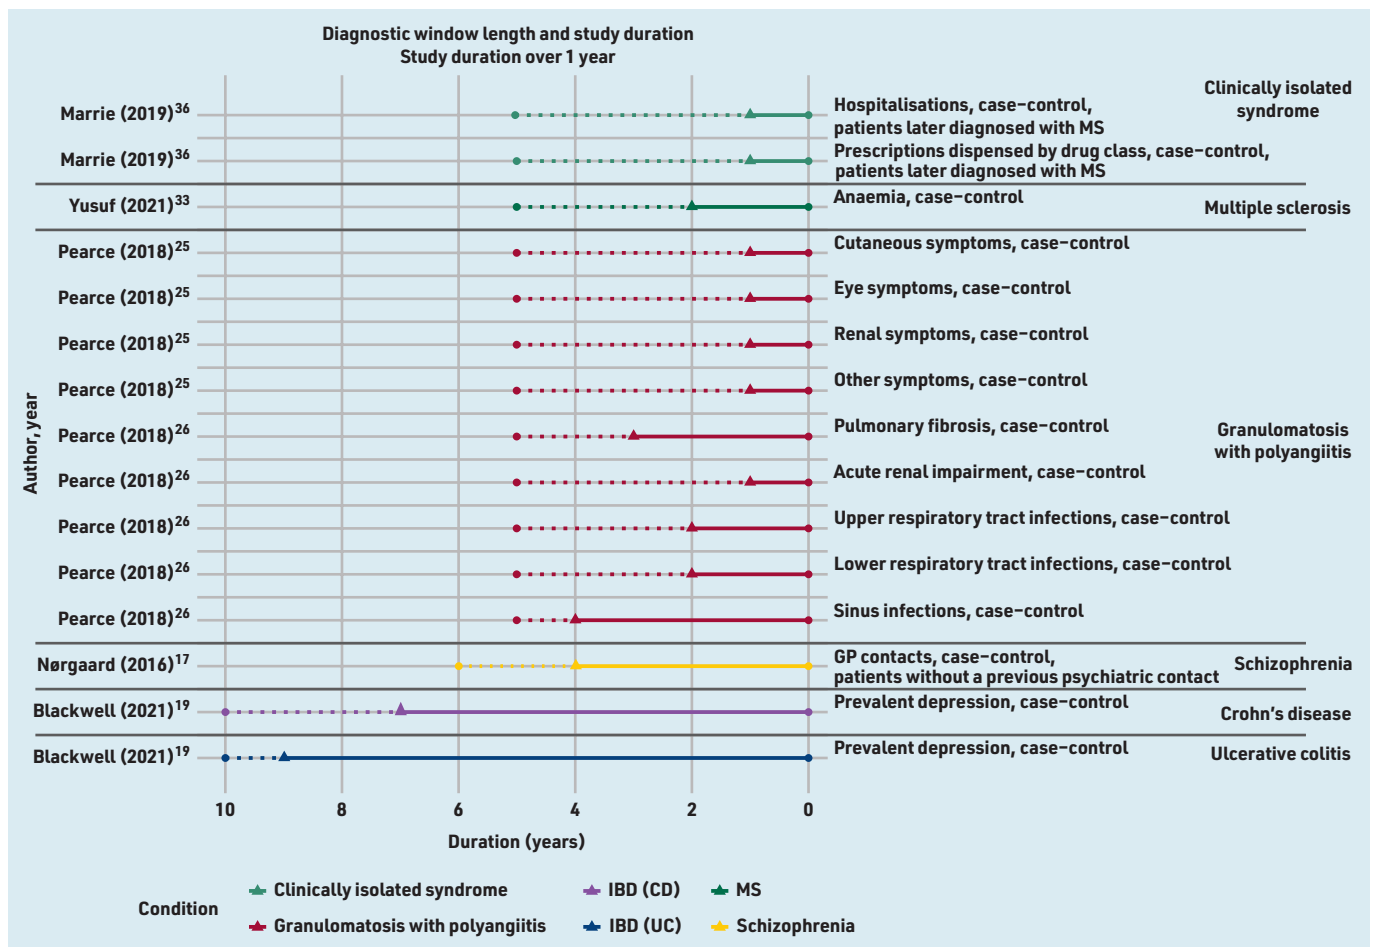 Diagnostic window length and study duration
Study duration over 1 year
Marrie (2019)³⁶
Hospitalisations, case–control,
patients later diagnosed with MS
Clinically isolated
syndrome
Marrie (2019)³⁶
Prescriptions dispensed by drug class, case–control,
patients later diagnosed with MS
Yusuf (2021)³³
Anaemia, case–control
Multiple sclerosis
Pearce (2018)²⁵
Cutaneous symptoms, case–control
Pearce (2018)²⁵
Eye symptoms, case–control
Pearce (2018)²⁵
Renal symptoms, case–control
Pearce (2018)²⁵
Other symptoms, case–control
Pearce (2018)²⁶
Pulmonary fibrosis, case–control
Granulomatosis
with polyangiitis
Pearce (2018)²⁶
Acute renal impairment, case–control
Pearce (2018)²⁶
Upper respiratory tract infections, case–control
Pearce (2018)²⁶
Lower respiratory tract infections, case–control
Pearce (2018)²⁶
Sinus infections, case–control
Nørgaard (2016)¹⁷
GP contacts, case–control,
patients without a previous psychiatric contact
Schizophrenia
Blackwell (2021)¹⁹
Prevalent depression, case–control
Crohn’s disease
Blackwell (2021)¹⁹
Prevalent depression, case–control
Ulcerative colitis
Author, year
10 8 6 4 2 0
Duration (years)
Condition
Clinically isolated syndrome
IBD (CD)
MS
Granulomatosis with polyangiitis
IBD (UC)
Schizophrenia